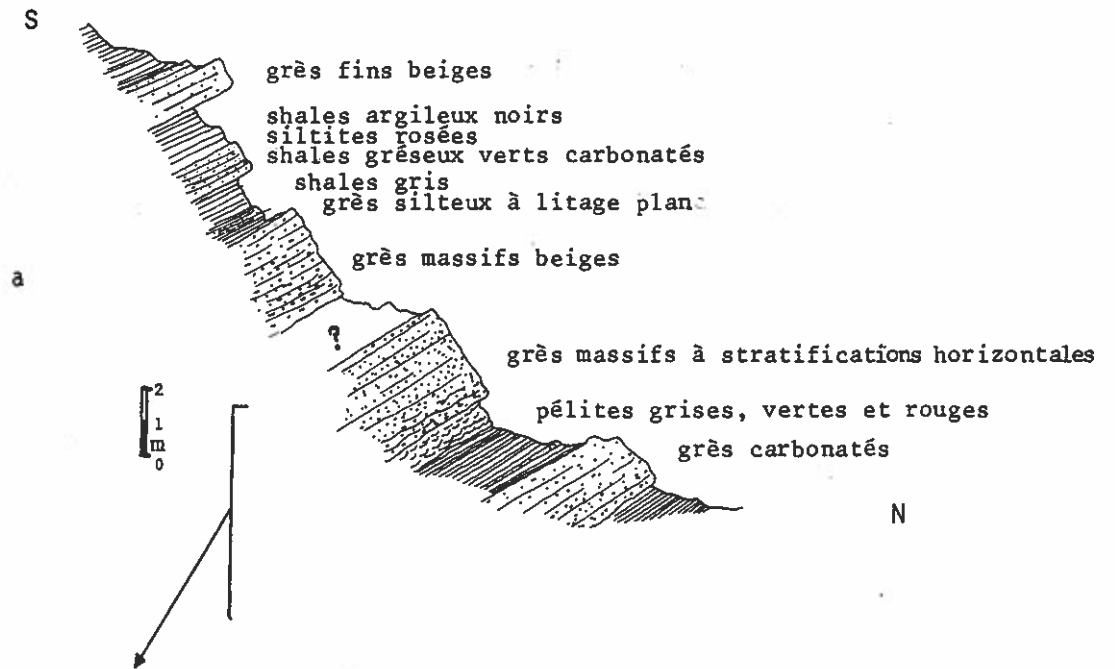 S
grès fins beiges
shales argileux noirs
siltites rosées
shales gréseux verts carbonatés
shales gris
grès silteux à litage plan
grès massifs beiges
a
?
grès massifs à stratifications horizontales
2
1
m
0
pélites grises, vertes et rouges
grès carbonatés
N